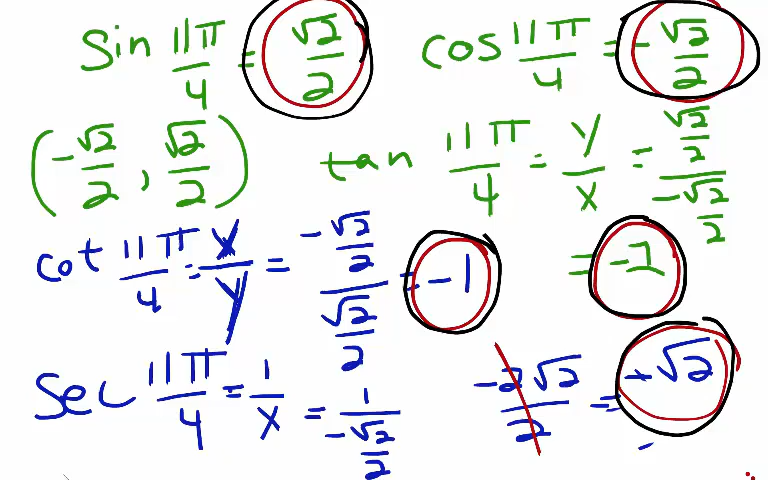 sin 11π/4 = √2/2    cos 11π/4 = -√2/2
(-√2/2, √2/2)    tan 11π/4 = y/x = (√2/2)/(-√2/2)
= -1
cot 11π/4 = x/y = (-√2/2)/(√2/2) = -1
sec 11π/4 = 1/x = 1/(-√2/2)    -2√2/2 = -√2